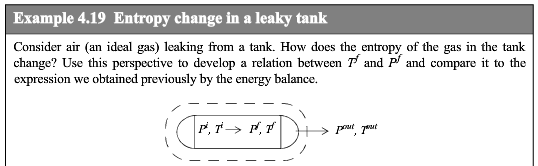 Example 4.19 Entropy change in a leaky tank
Consider air (an ideal gas) leaking from a tank. How does the entropy of the gas in the tank
change? Use this perspective to develop a relation between Tᶠ and Pᶠ and compare it to the
expression we obtained previously by the energy balance.
Pⁱ, Tⁱ → Pᶠ, Tᶠ Pᵒᵘᵗ, Tᵒᵘᵗ